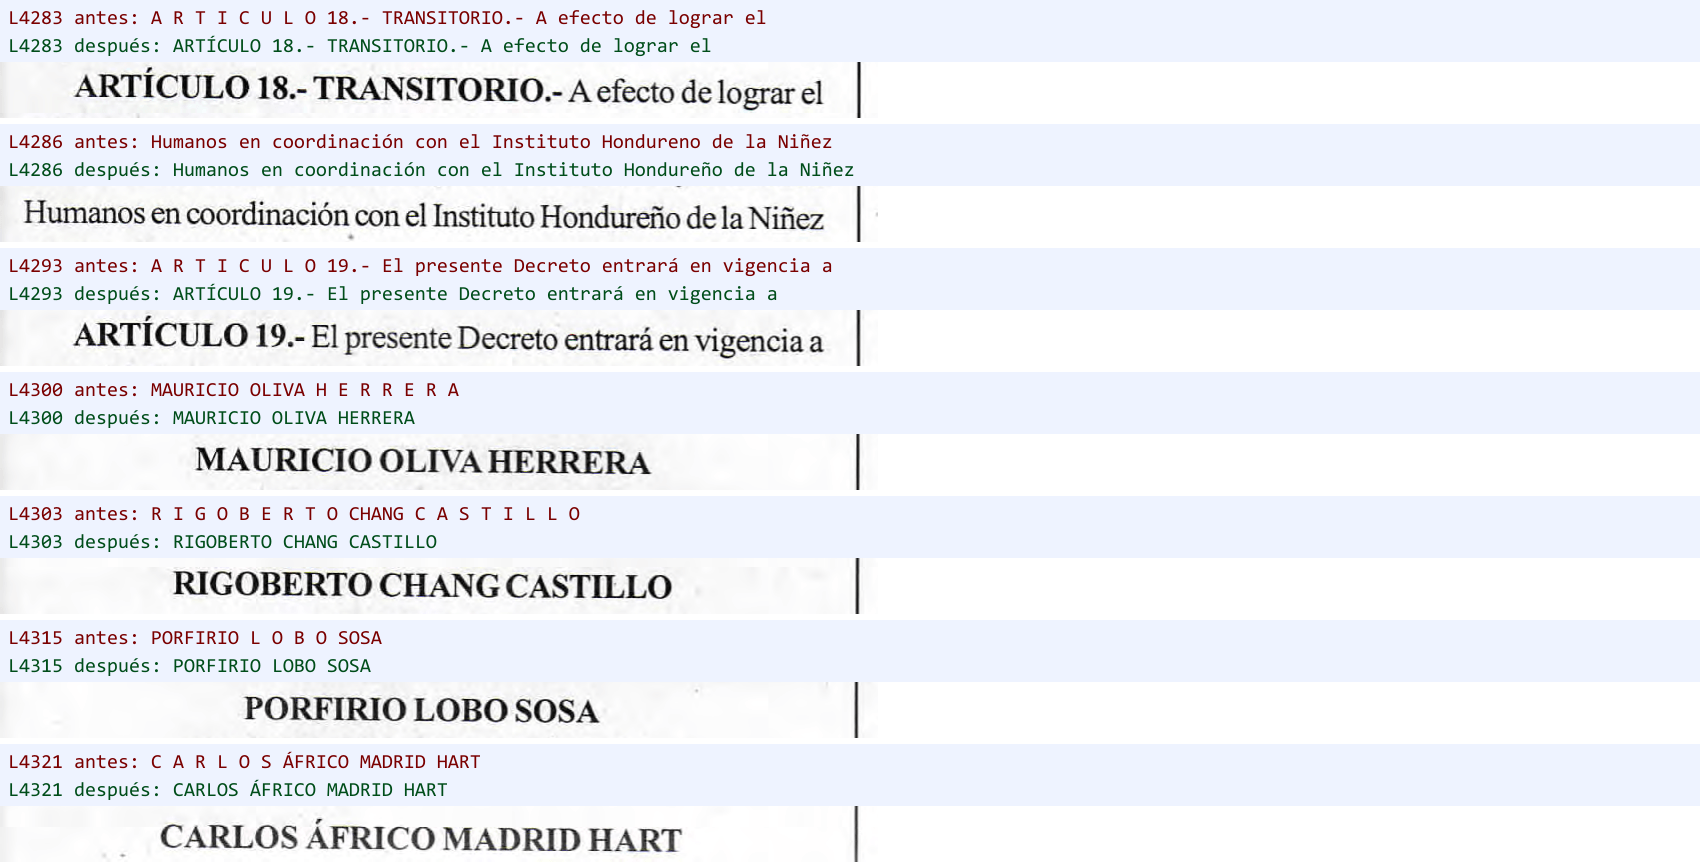 L4283 antes: A R T I C U L O 18.- TRANSITORIO.- A efecto de lograr el
L4283 después: ARTÍCULO 18.- TRANSITORIO.- A efecto de lograr el
ARTÍCULO 18.- TRANSITORIO.- A efecto de lograr el
L4286 antes: Humanos en coordinación con el Instituto Hondureno de la Niñez
L4286 después: Humanos en coordinación con el Instituto Hondureño de la Niñez
Humanos en coordinación con el Instituto Hondureño de la Niñez
L4293 antes: A R T I C U L O 19.- El presente Decreto entrará en vigencia a
L4293 después: ARTÍCULO 19.- El presente Decreto entrará en vigencia a
ARTÍCULO 19.- El presente Decreto entrará en vigencia a
L4300 antes: MAURICIO OLIVA H E R R E R A
L4300 después: MAURICIO OLIVA HERRERA
MAURICIO OLIVA HERRERA
L4303 antes: R I G O B E R T O CHANG C A S T I L L O
L4303 después: RIGOBERTO CHANG CASTILLO
RIGOBERTO CHANG CASTILLO
L4315 antes: PORFIRIO L O B O SOSA
L4315 después: PORFIRIO LOBO SOSA
PORFIRIO LOBO SOSA
L4321 antes: C A R L O S ÁFRICO MADRID HART
L4321 después: CARLOS ÁFRICO MADRID HART
CARLOS ÁFRICO MADRID HART